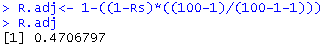 > R.adj<- 1-((1-Rs)*((100-1)/(100-1-1)))
> R.adj
[1] 0.4706797